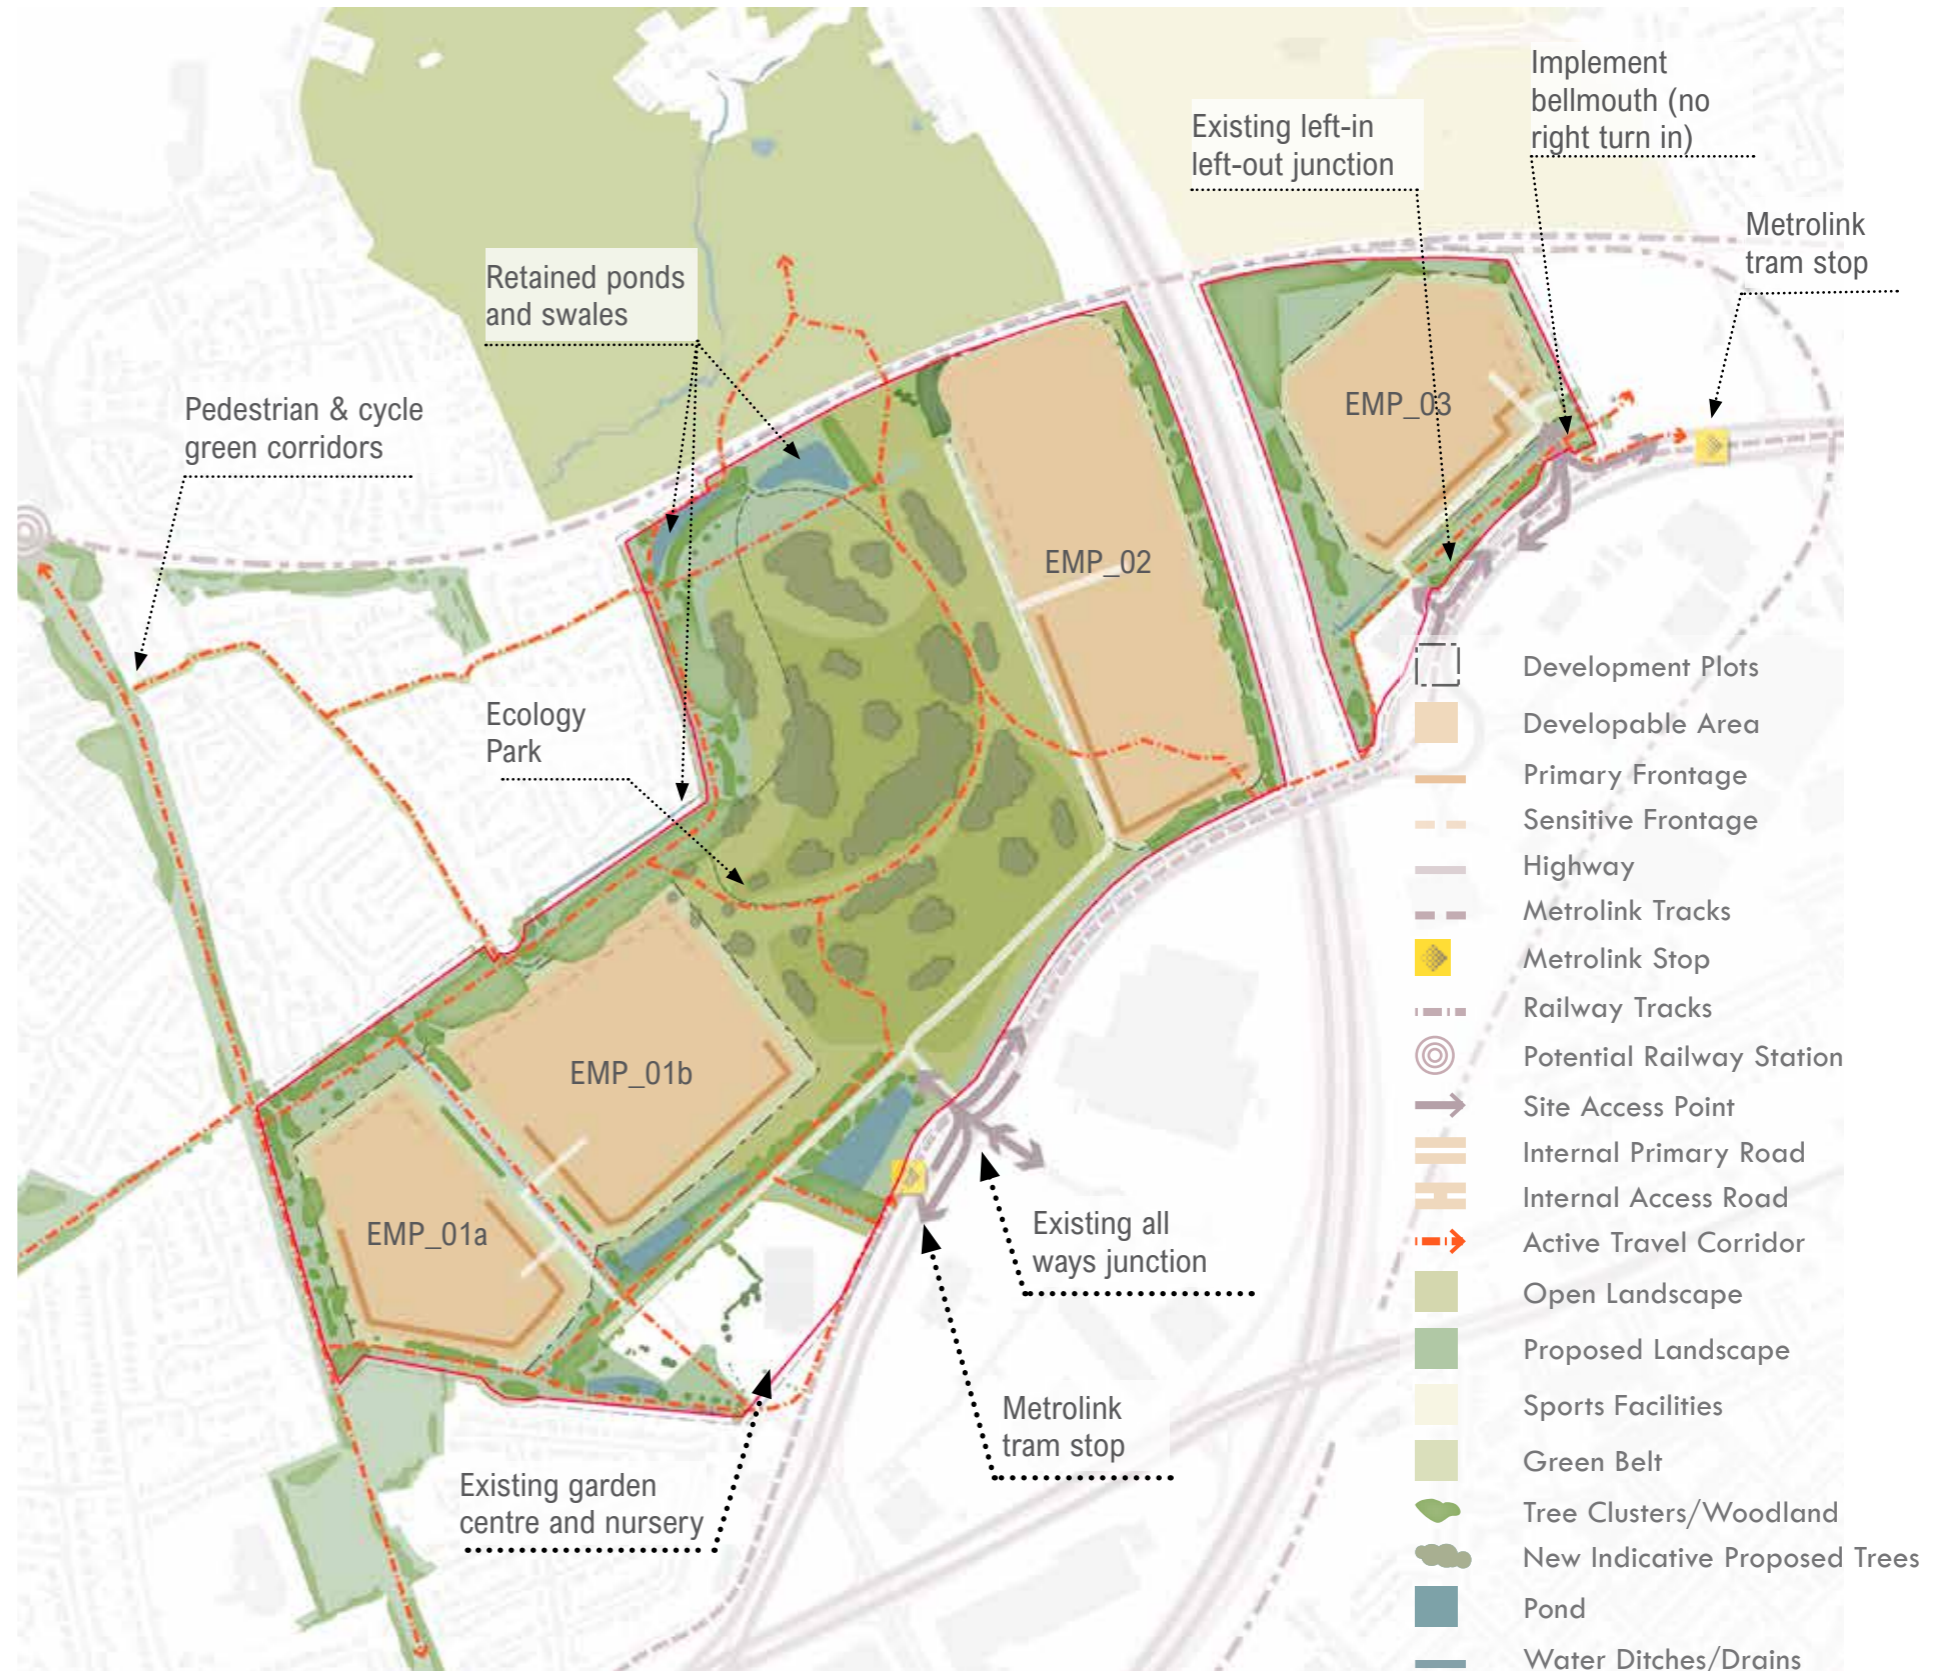 Implement
bellmouth (no
right turn in)
Existing left-in
left-out junction
Metrolink
tram stop
Retained ponds
and swales
Pedestrian & cycle
green corridors
EMP_03
EMP_02
Ecology
Park
EMP_01b
EMP_01a
Existing all
ways junction
Metrolink
tram stop
Existing garden
centre and nursery
Development Plots
Developable Area
Primary Frontage
Sensitive Frontage
Highway
Metrolink Tracks
Metrolink Stop
Railway Tracks
Potential Railway Station
Site Access Point
Internal Primary Road
Internal Access Road
Active Travel Corridor
Open Landscape
Proposed Landscape
Sports Facilities
Green Belt
Tree Clusters/Woodland
New Indicative Proposed Trees
Pond
Water Ditches/Drains